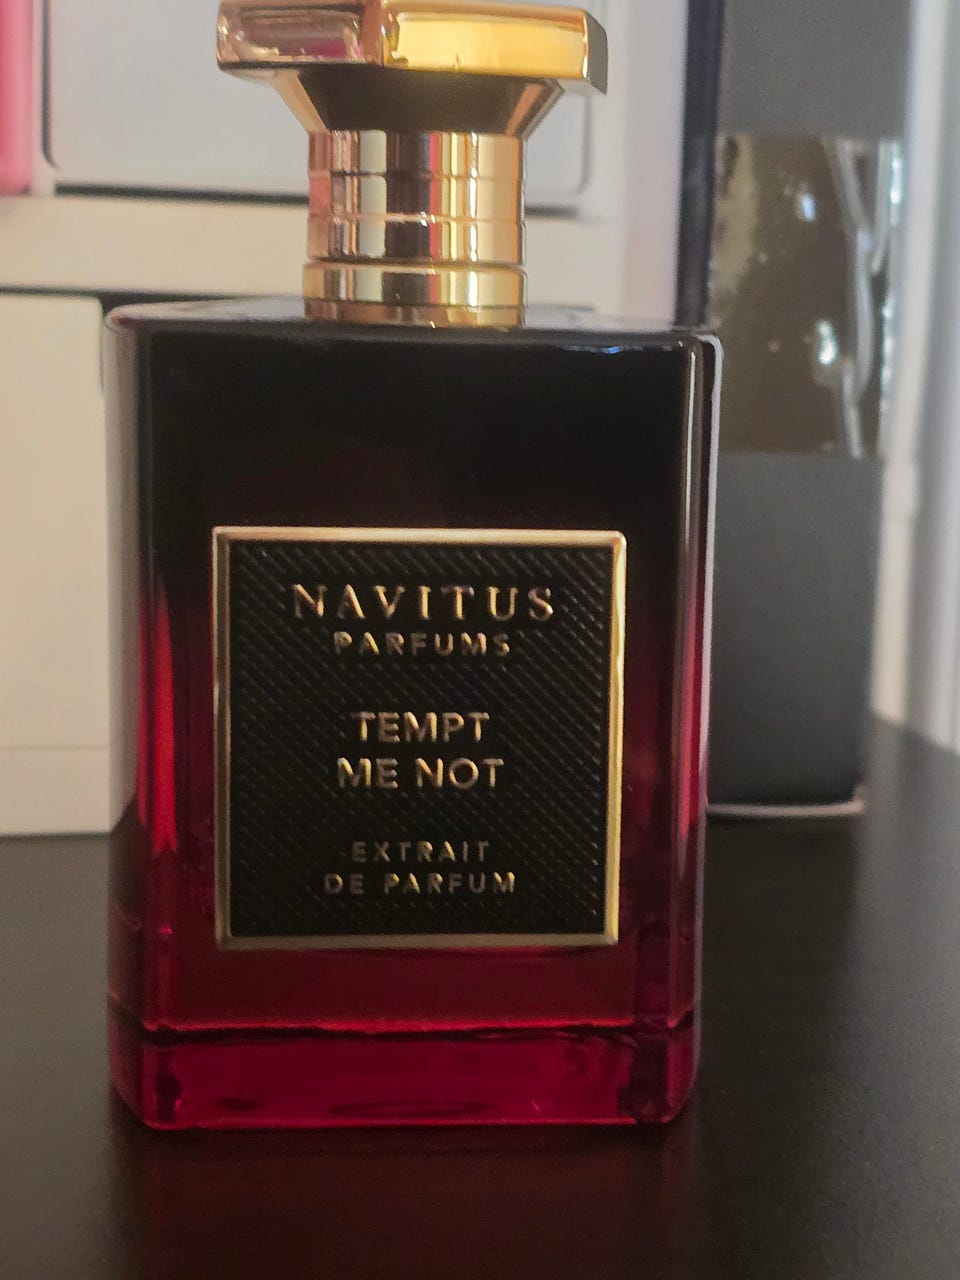 NAVITUS
PARFUMS
TEMPT
ME NOT
EXTRAIT
DE PARFUM